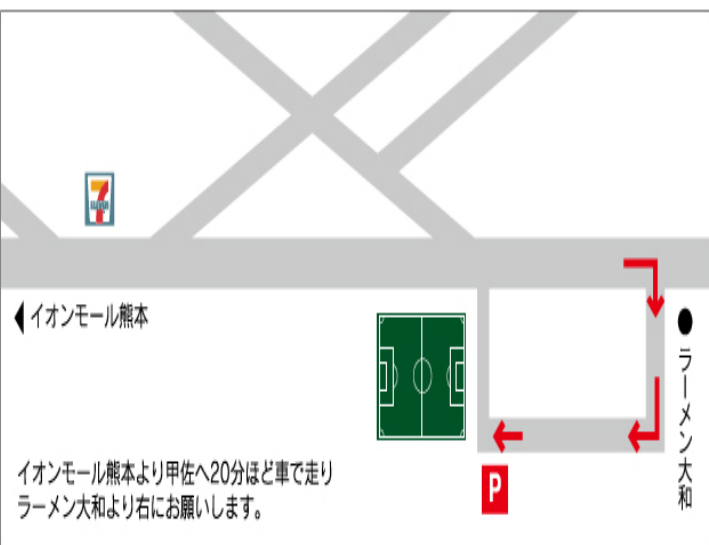 ◀イオンモール熊本
●ラーメン大和
P
イオンモール熊本より甲佐へ20分ほど車で走り
ラーメン大和より右にお願いします。